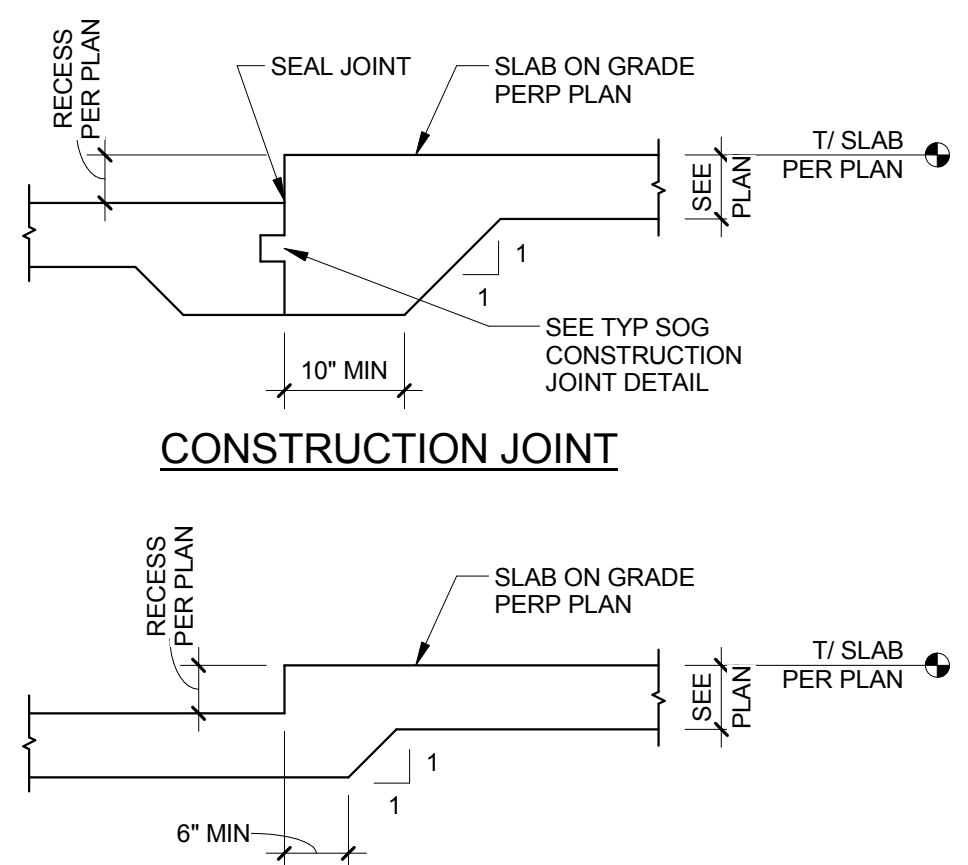 RECESS
PER PLAN
SEAL JOINT
SLAB ON GRADE
PERP PLAN
T/ SLAB
PER PLAN
SEE
PLAN
1
1
SEE TYP SOG
CONSTRUCTION
JOINT DETAIL
10" MIN
CONSTRUCTION JOINT
RECESS
PER PLAN
SLAB ON GRADE
PERP PLAN
T/ SLAB
PER PLAN
SEE
PLAN
1
1
6" MIN